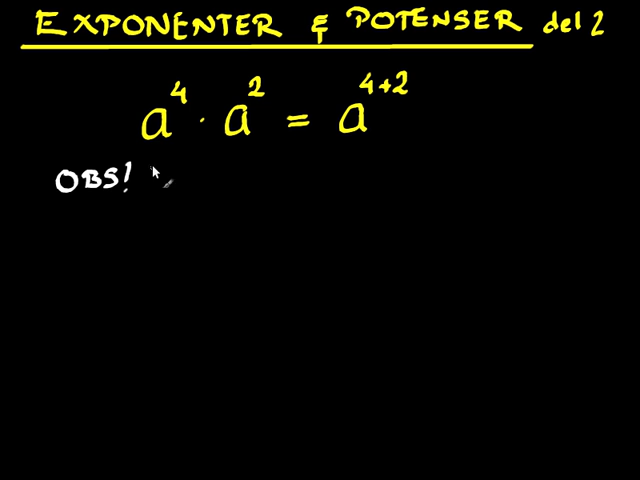 EXPONENTER & POTENSER del 2
a⁴ · a² = a⁴⁺²
OBS!